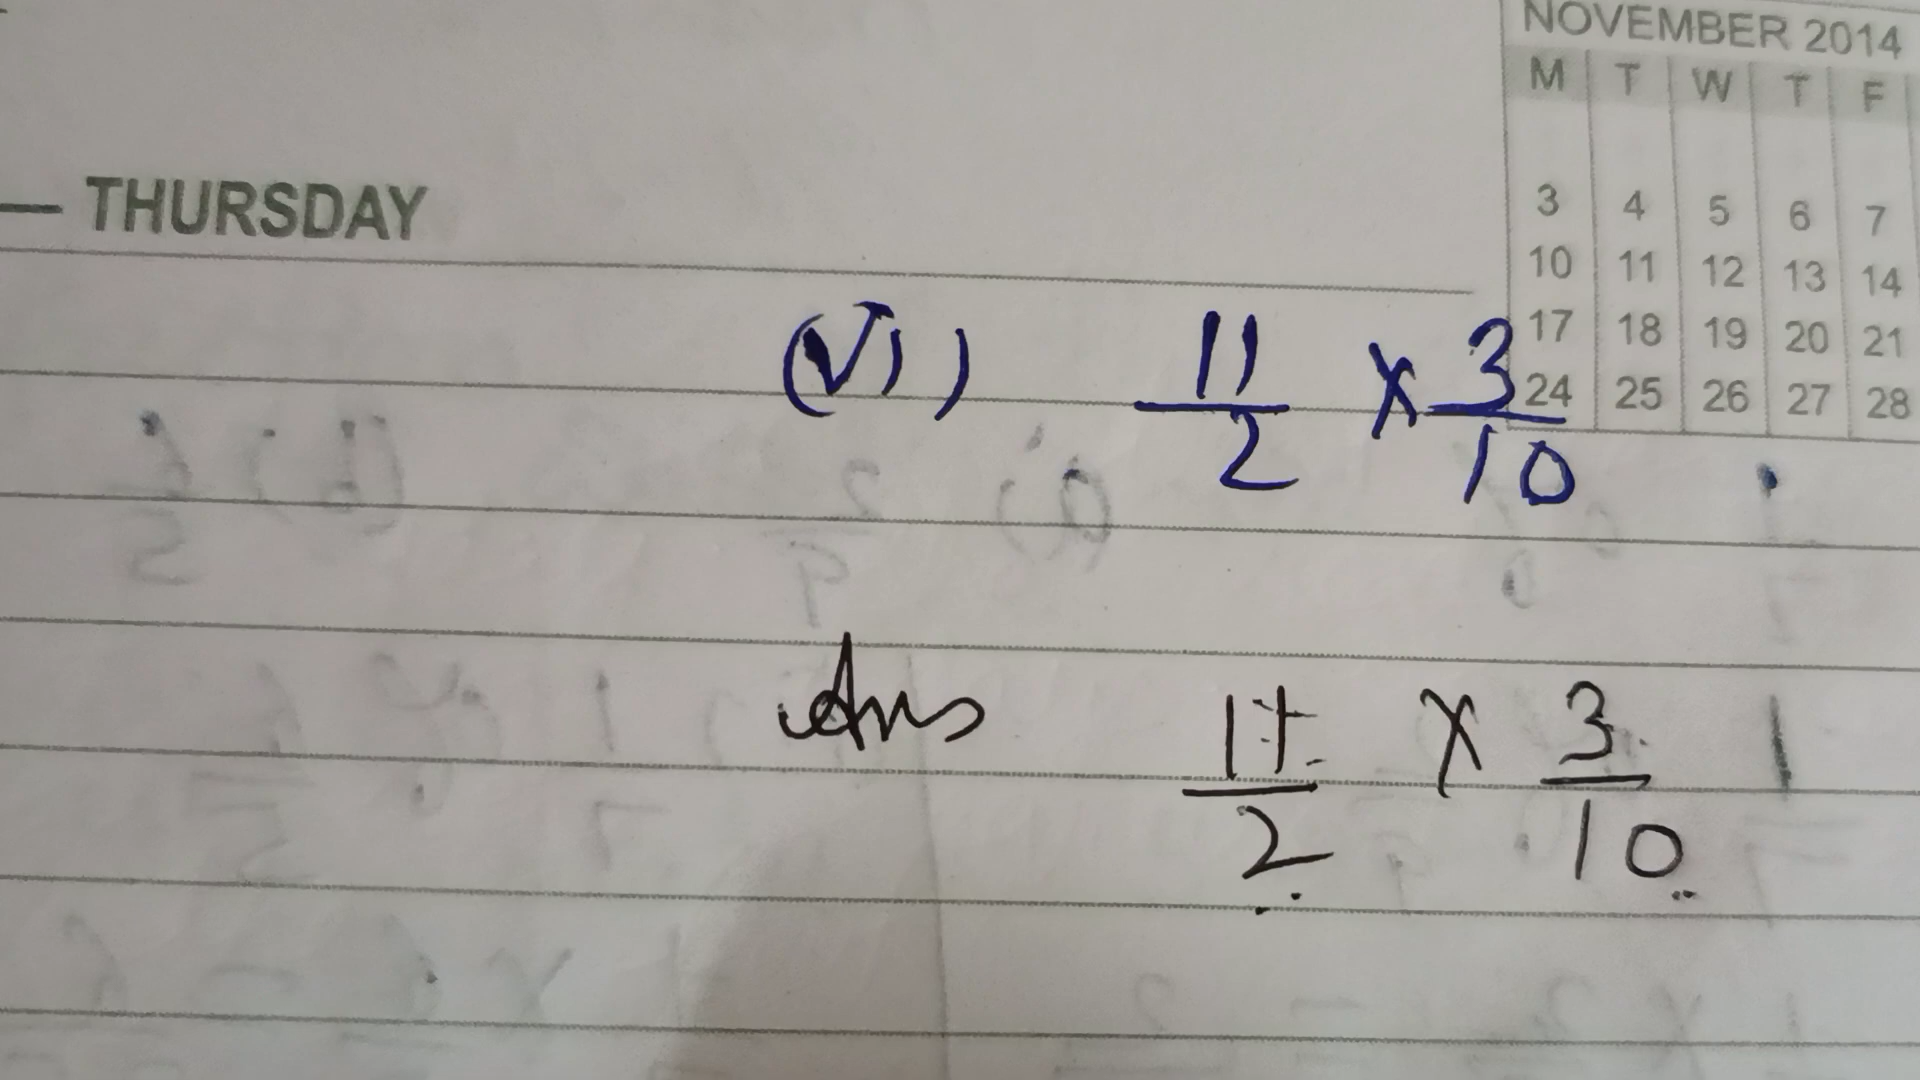 NOVEMBER 2014
M T W T F
3 4 5 6 7
10 11 12 13 14
17 18 19 20 21
24 25 26 27 28
— THURSDAY
(vi) 11/2 × 3/10
Ans 11/2 × 3/10